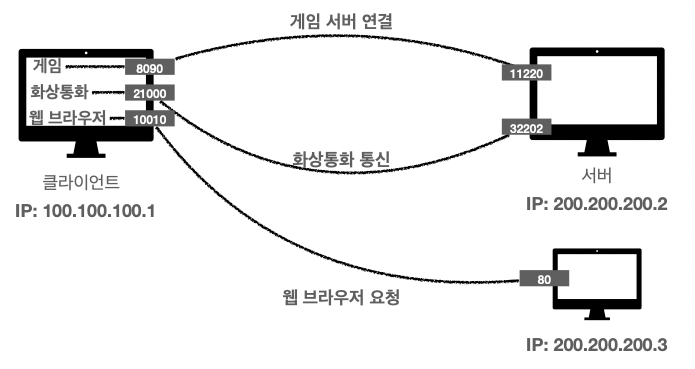 게임 서버 연결
게임
8090
11220
화상통화
21000
웹 브라우저
10010
32202
화상통화 통신
클라이언트
서버
IP: 100.100.100.1
IP: 200.200.200.2
80
웹 브라우저 요청
IP: 200.200.200.3